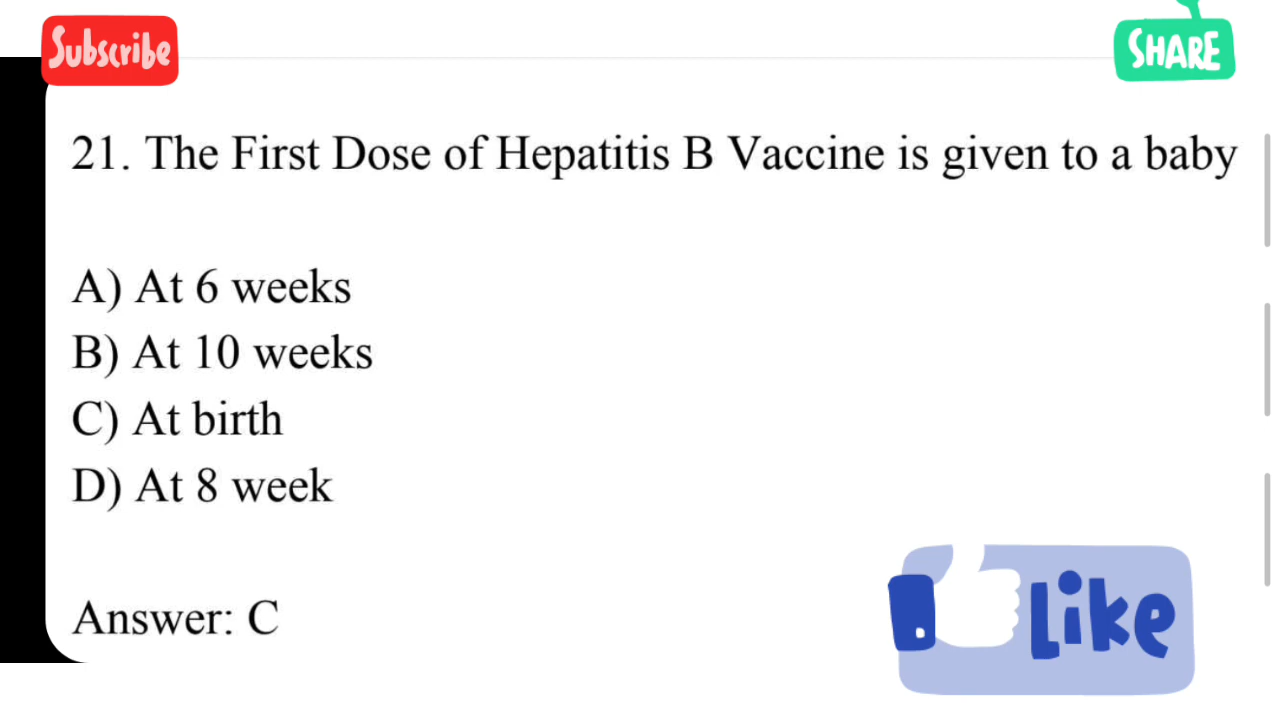 Subscribe
SHARE
21. The First Dose of Hepatitis B Vaccine is given to a baby
A) At 6 weeks
B) At 10 weeks
C) At birth
D) At 8 week
Answer: C
Like